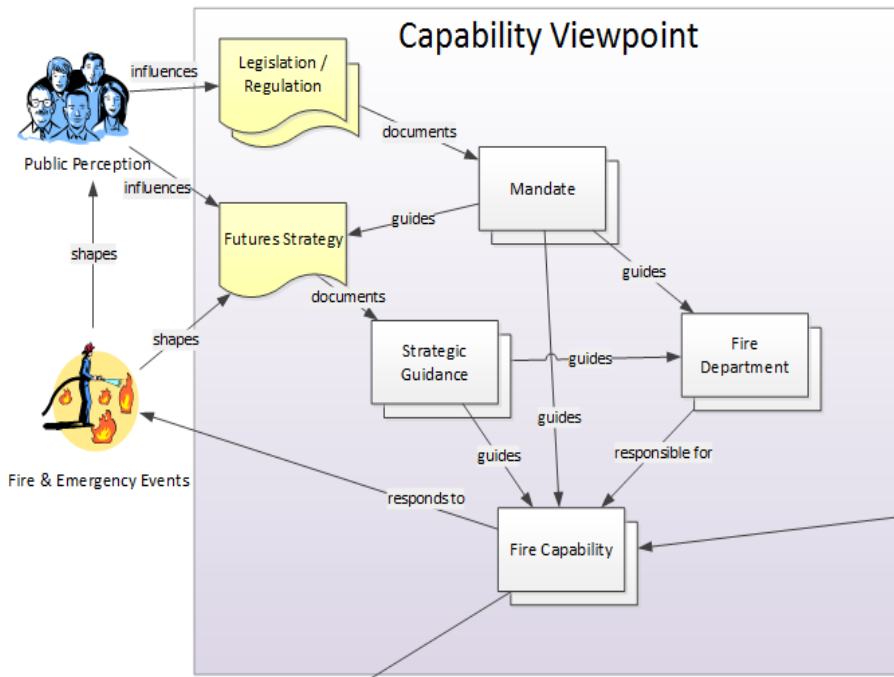 Capability Viewpoint
Legislation /
Regulation
influences
documents
Public Perception
influences
Mandate
guides
Futures Strategy
shapes
guides
documents
shapes
Strategic
Guidance
guides
Fire
Department
guides
guides
responsible for
Fire & Emergency Events
responds to
Fire Capability